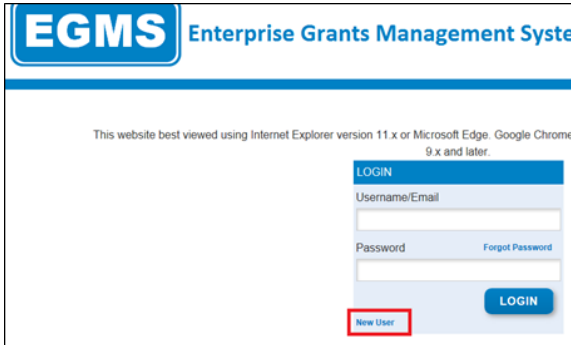 EGMS Enterprise Grants Management Syste
This website best viewed using Internet Explorer version 11.x or Microsoft Edge. Google Chrome
9.x and later.
LOGIN
Username/Email
Password Forgot Password
LOGIN
New User